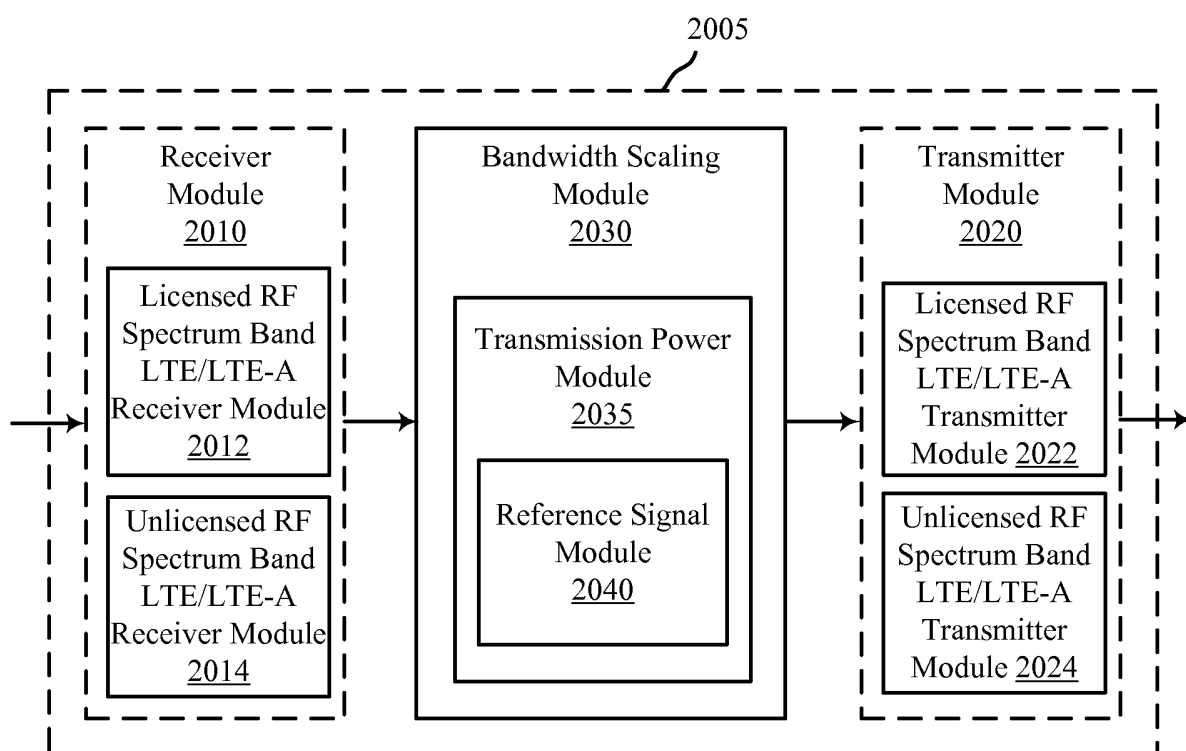 2005
Receiver
Module
2010
Licensed RF
Spectrum Band
LTE/LTE-A
Receiver Module
2012
Unlicensed RF
Spectrum Band
LTE/LTE-A
Receiver Module
2014
Bandwidth Scaling
Module
2030
Transmission Power
Module
2035
Reference Signal
Module
2040
Transmitter
Module
2020
Licensed RF
Spectrum Band
LTE/LTE-A
Transmitter
Module 2022
Unlicensed RF
Spectrum Band
LTE/LTE-A
Transmitter
Module 2024